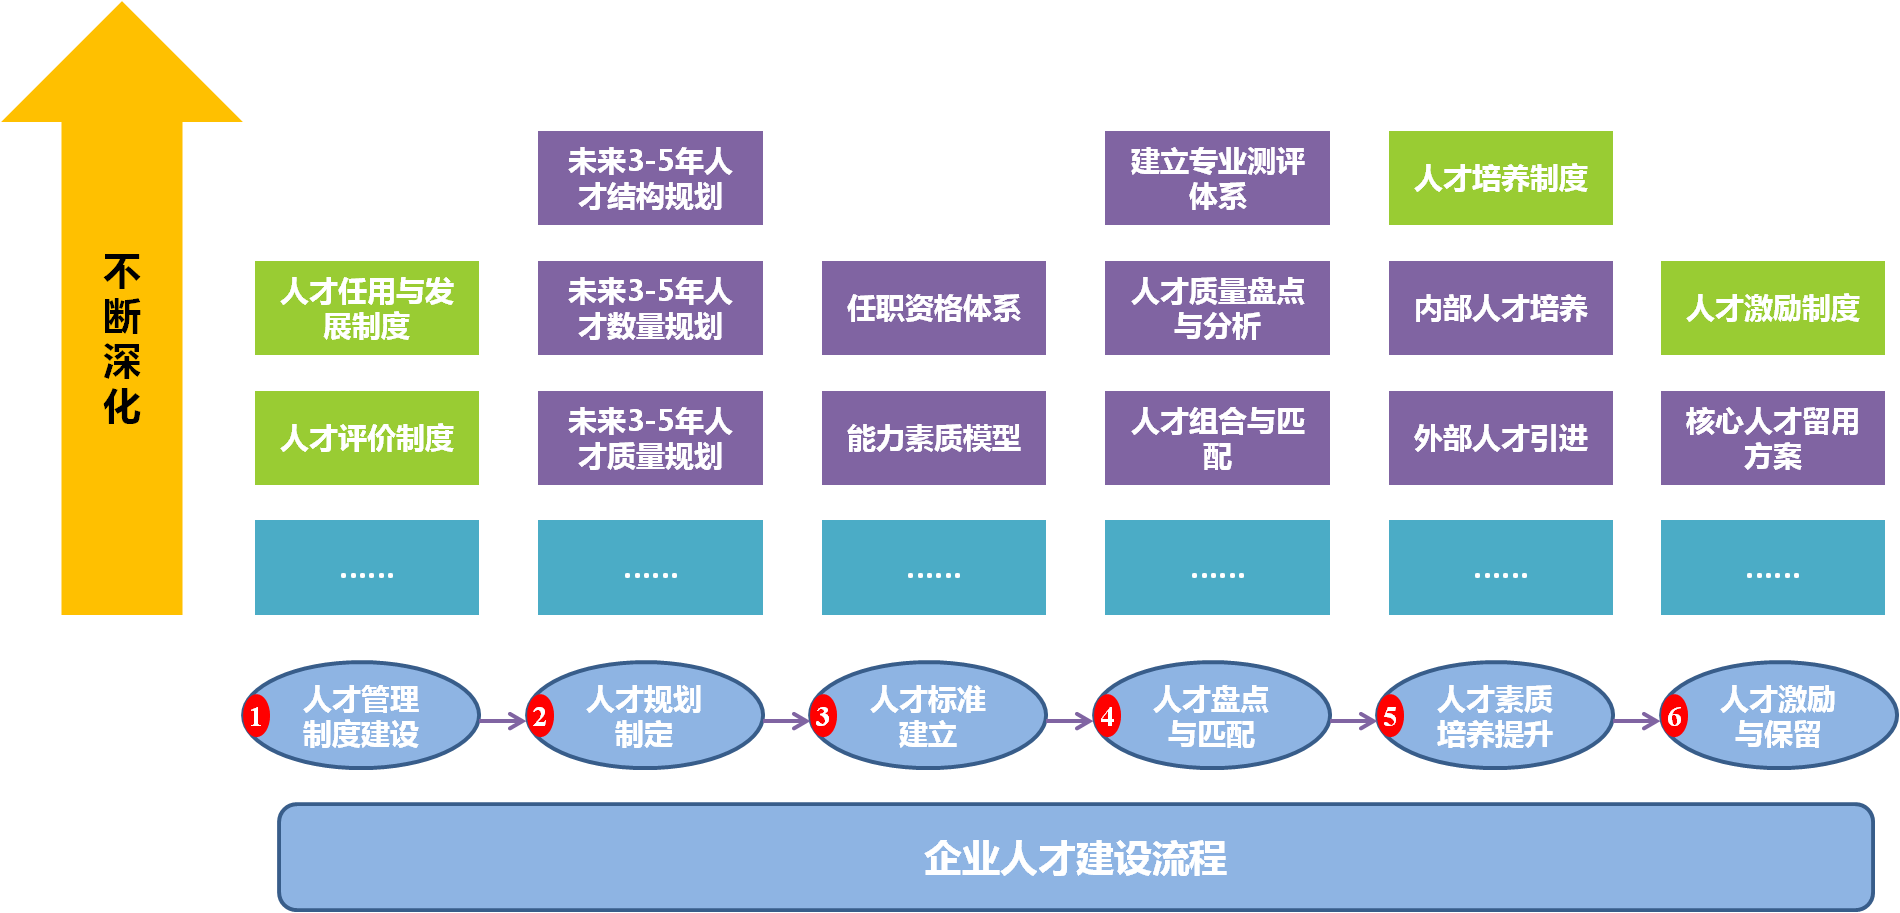 不
断
深
化
未来3-5年人
才结构规划
建立专业测评
体系
人才培养制度
人才任用与发
展制度
未来3-5年人
才数量规划
任职资格体系
人才质量盘点
与分析
内部人才培养
人才激励制度
人才评价制度
未来3-5年人
才质量规划
能力素质模型
人才组合与匹
配
外部人才引进
核心人才留用
方案
……
……
……
……
……
……
1
人才管理
制度建设
2
人才规划
制定
3
人才标准
建立
4
人才盘点
与匹配
5
人才素质
培养提升
6
人才激励
与保留
企业人才建设流程